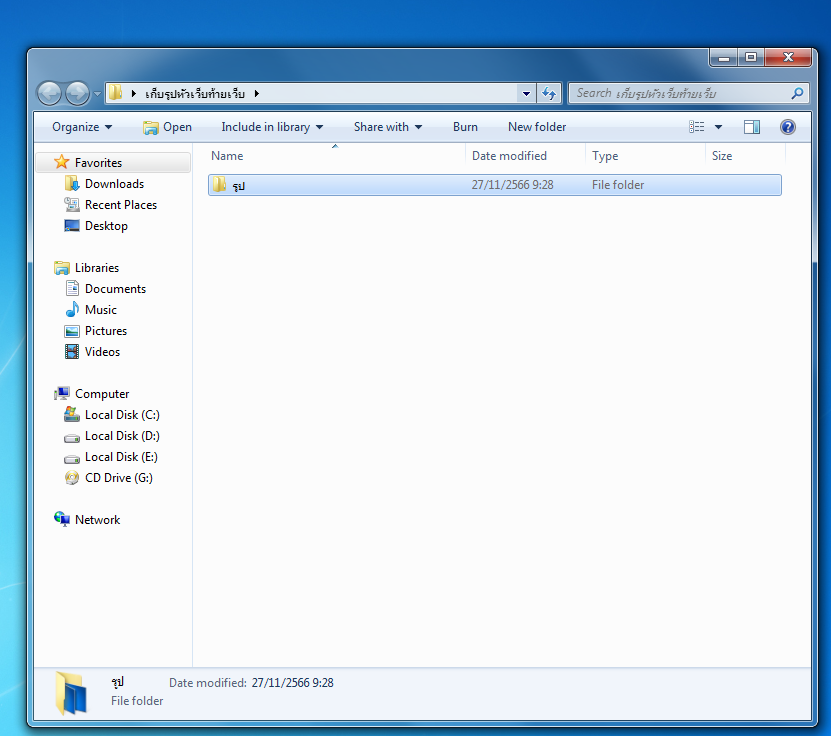 เก็บรูปหัวเว็บท้ายเว็บ
Search เก็บรูปหัวเว็บท้ายเว็บ
Organize Open Include in library Share with Burn New folder
Name Date modified Type Size
รูป 27/11/2566 9:28 File folder
Favorites
Downloads
Recent Places
Desktop
Libraries
Documents
Music
Pictures
Videos
Computer
Local Disk (C:)
Local Disk (D:)
Local Disk (E:)
CD Drive (G:)
Network
รูป Date modified: 27/11/2566 9:28
File folder